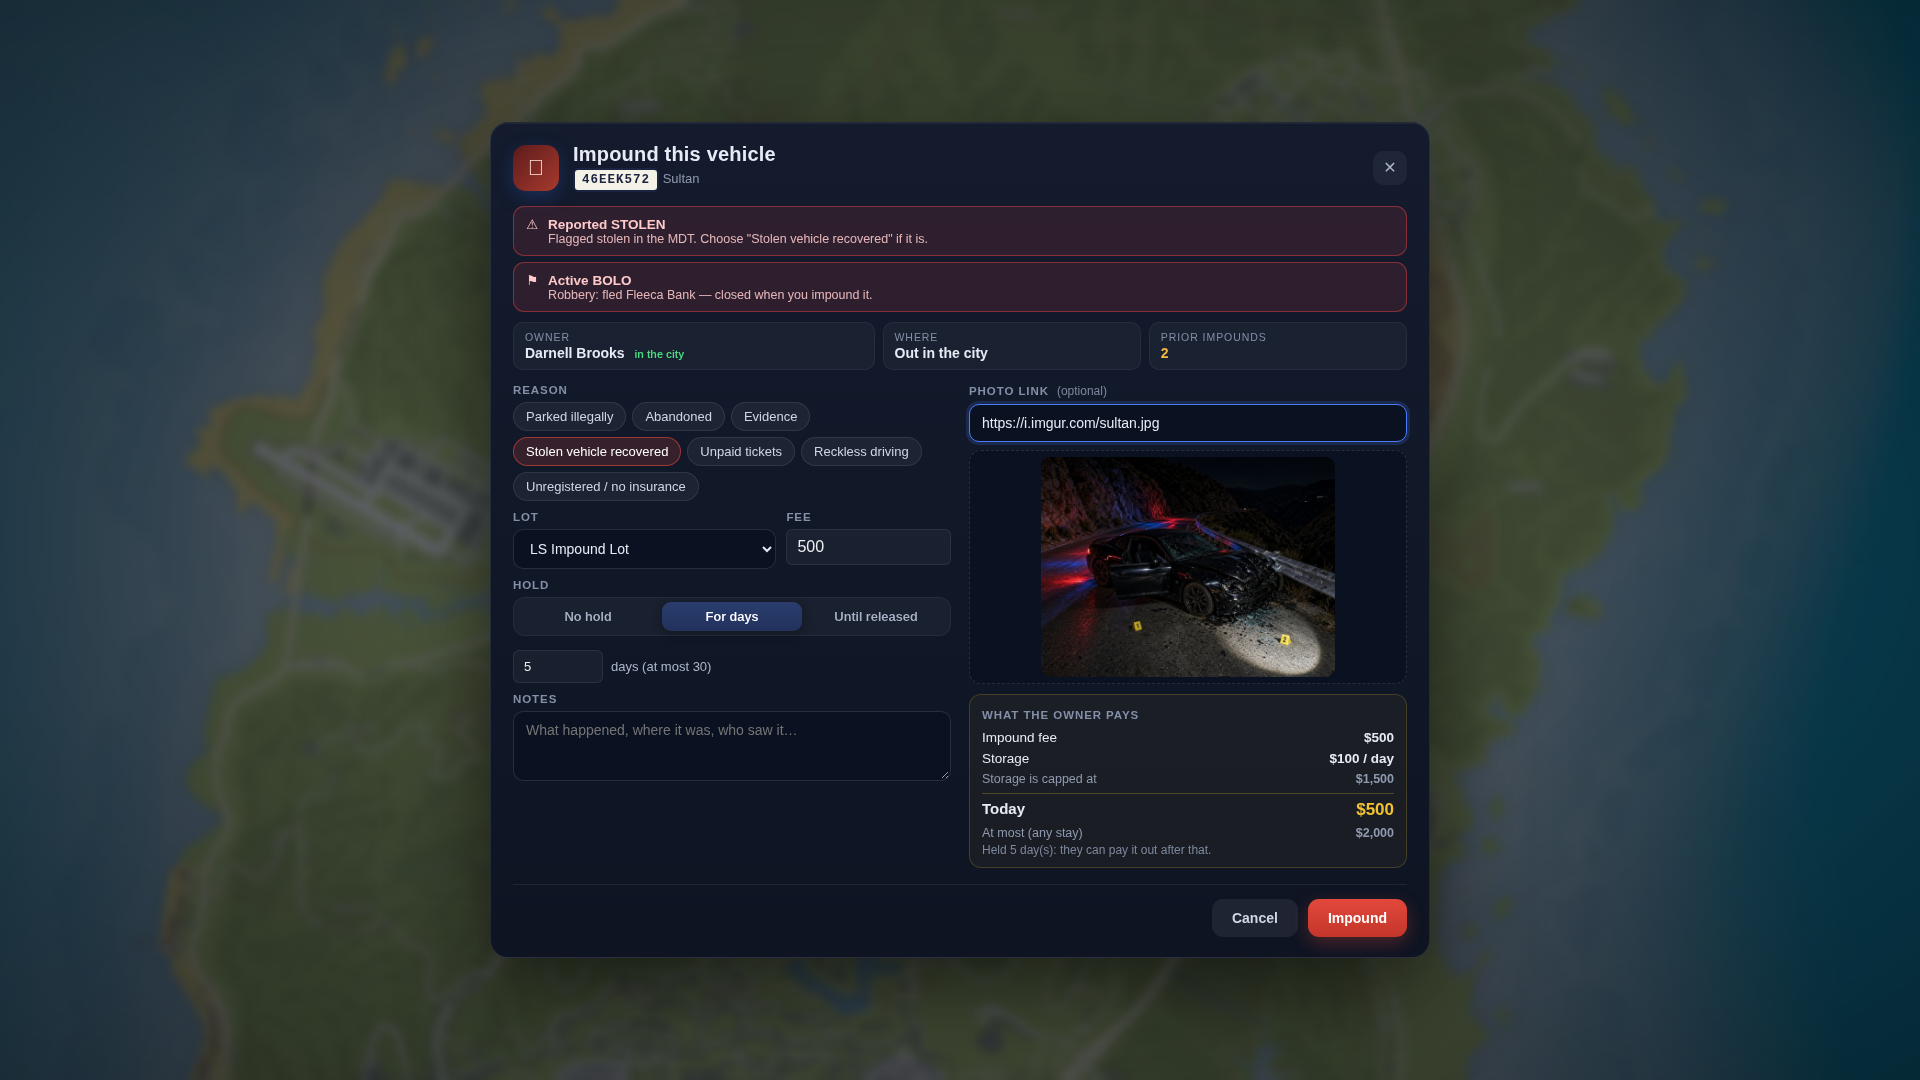 Impound this vehicle
46EEK572 Sultan
✕
⚠ Reported STOLEN
Flagged stolen in the MDT. Choose "Stolen vehicle recovered" if it is.
⚑ Active BOLO
Robbery: fled Fleeca Bank — closed when you impound it.
OWNER
Darnell Brooks in the city
WHERE
Out in the city
PRIOR IMPOUNDS
2
REASON
Parked illegally
Abandoned
Evidence
Stolen vehicle recovered
Unpaid tickets
Reckless driving
Unregistered / no insurance
LOT
LS Impound Lot
FEE
500
HOLD
No hold
For days
Until released
5 days (at most 30)
NOTES
What happened, where it was, who saw it…
PHOTO LINK (optional)
https://i.imgur.com/sultan.jpg
1
2
WHAT THE OWNER PAYS
Impound fee $500
Storage $100 / day
Storage is capped at $1,500
Today $500
At most (any stay) $2,000
Held 5 day(s): they can pay it out after that.
Cancel
Impound